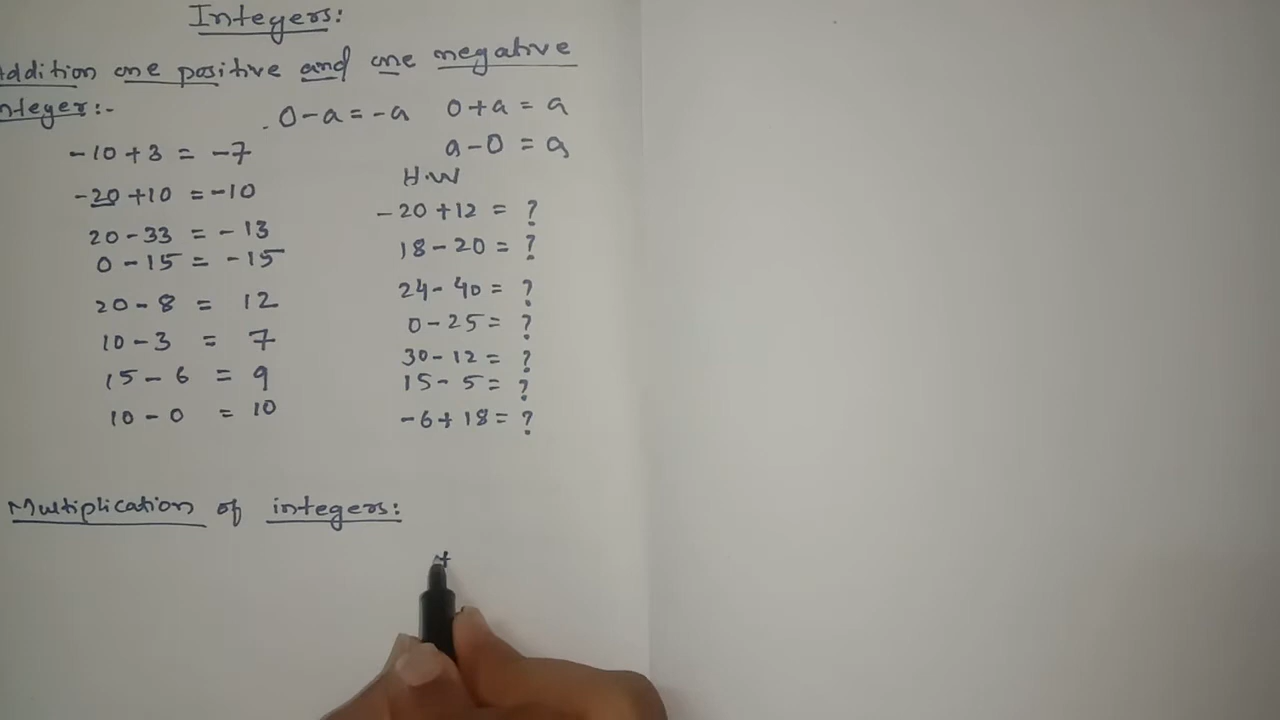 Integers:
ddition one positive and one negative
nteger:-
0-a=-a 0+a=a
a-0=a
-10+3=-7
-20+10=-10
20-33=-13
0-15=-15
20-8=12
10-3=7
15-6=9
10-0=10
H.W
-20+12=?
18-20=?
24-40=?
0-25=?
30-12=?
15-5=?
-6+18=?
Multiplication of integers:
+